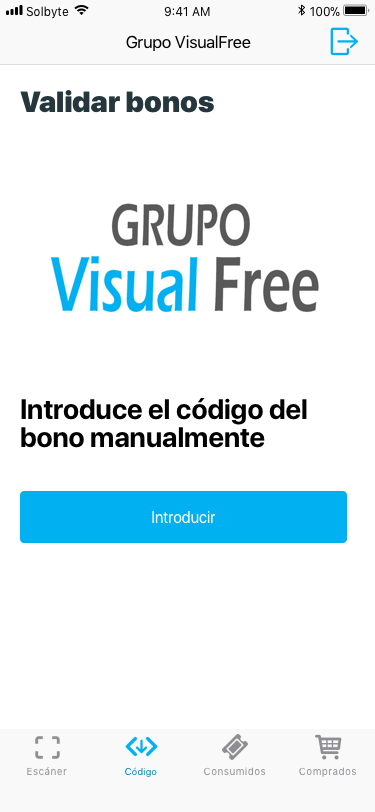 Solbyte 9:41 AM 100%
Grupo VisualFree
Validar bonos
GRUPO
Visual Free
Introduce el código del
bono manualmente
Introducir
Escáner Código Consumidos Comprados